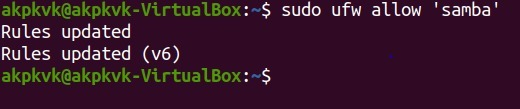 akpkvk@akpkvk-VirtualBox:~$ sudo ufw allow 'samba'
Rules updated
Rules updated (v6)
akpkvk@akpkvk-VirtualBox:~$